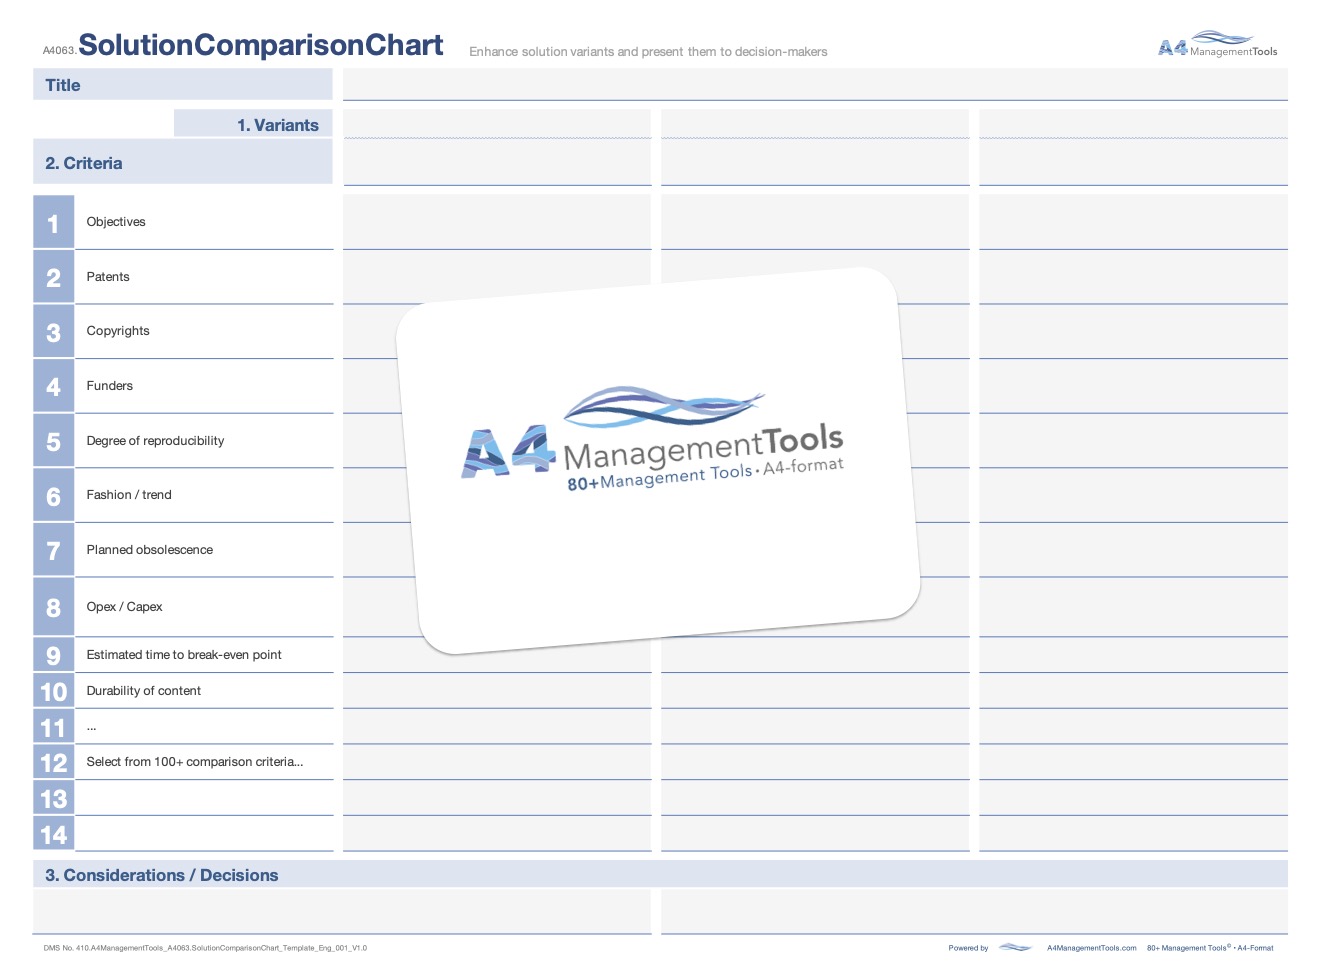 A4063.SolutionComparisonChart Enhance solution variants and present them to decision-makers A4 ManagementTools
Title
1. Variants
2. Criteria
1 Objectives
2 Patents
3 Copyrights
4 Funders
5 Degree of reproducibility
6 Fashion / trend
7 Planned obsolescence
8 Opex / Capex
9 Estimated time to break-even point
10 Durability of content
11 ...
12 Select from 100+ comparison criteria...
13
14
A4 ManagementTools
80+Management Tools · A4-format
3. Considerations / Decisions
DMS No. 410.A4ManagementTools_A4063.SolutionComparisonChart_Template_Eng_001_V1.0 Powered by A4ManagementTools.com 80+ Management Tools© · A4-Format